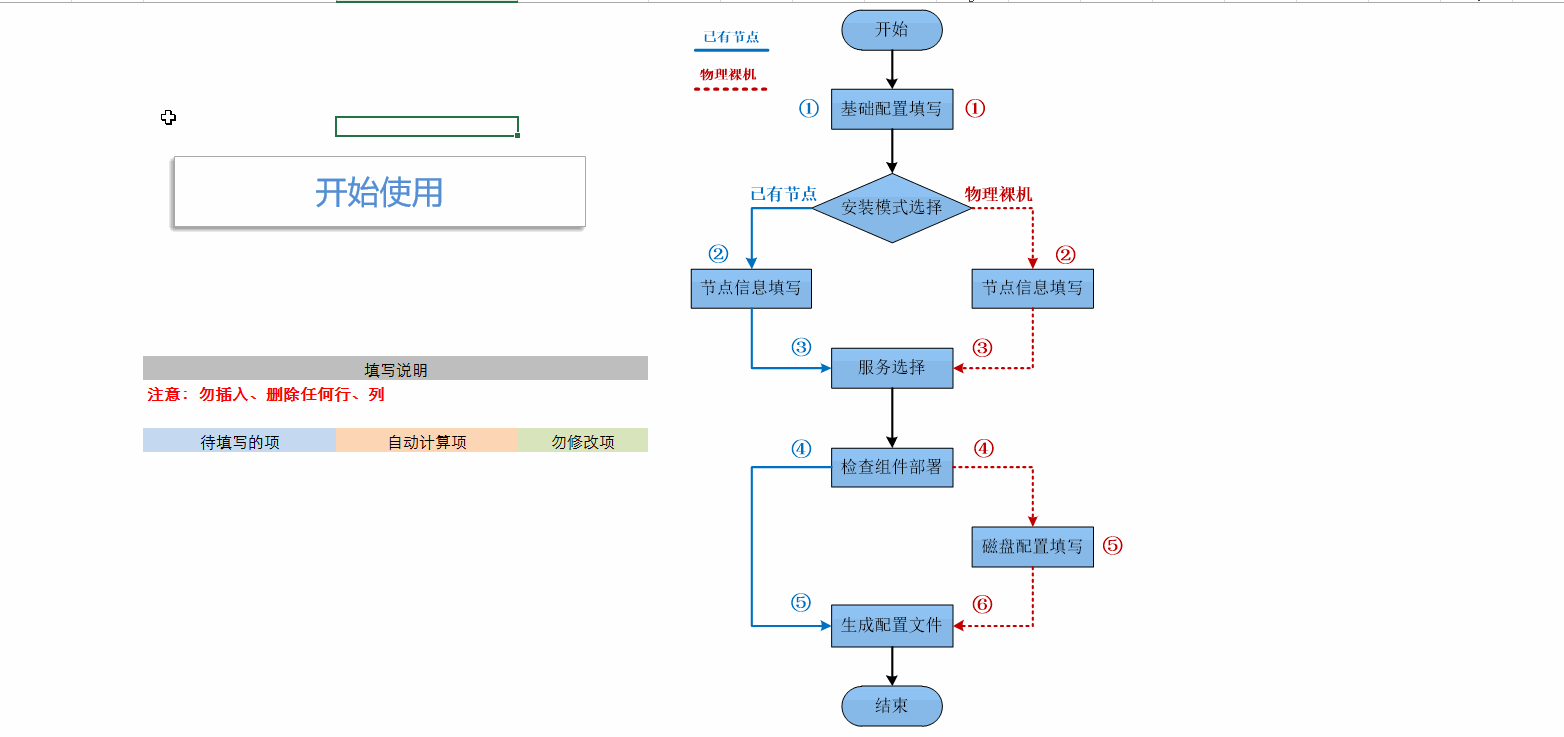 开始使用
填写说明
注意：勿插入、删除任何行、列
待填写的项 自动计算项 勿修改项
已有节点
物理裸机
开始
① 基础配置填写 ①
已有节点 安装模式选择 物理裸机
② ②
节点信息填写 节点信息填写
③ ③
服务选择
④ ④
检查组件部署
磁盘配置填写 ⑤
⑤ ⑥
生成配置文件
结束